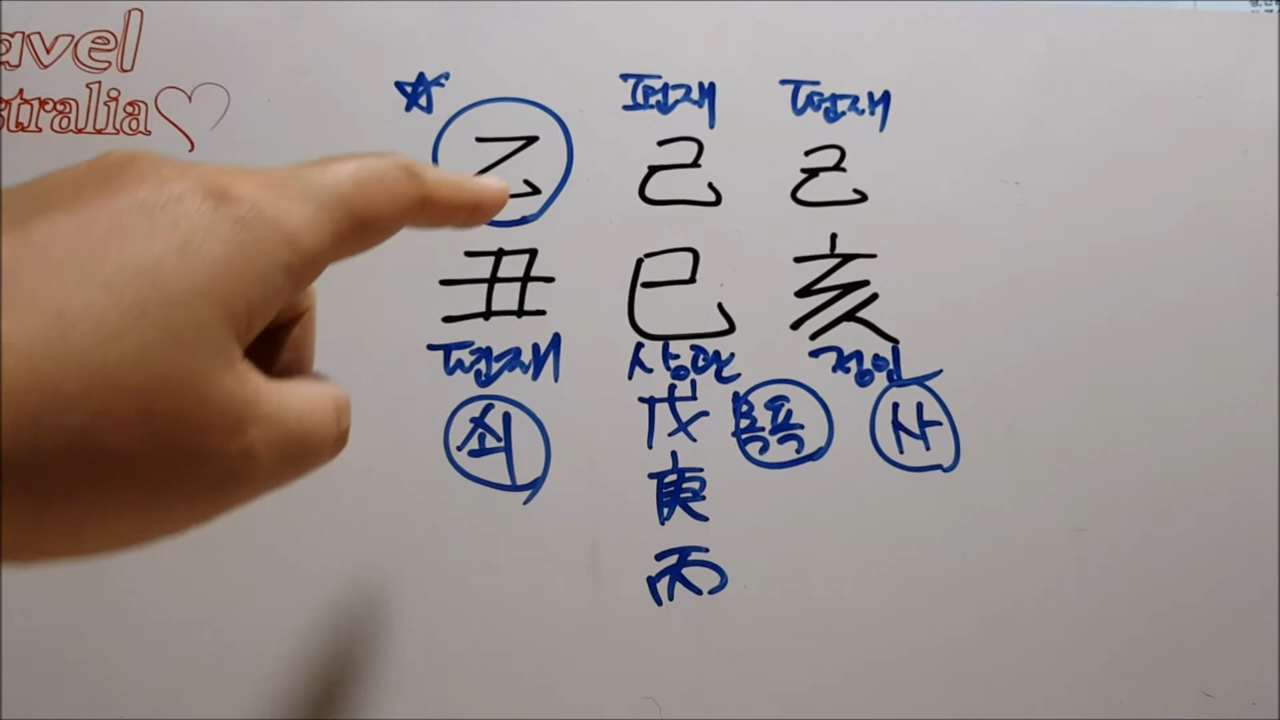 avel
stralia
편재 편재
乙 己 己
丑 巳 亥
편재 상관 정인
쇠 戊 목욕 사
庚
丙